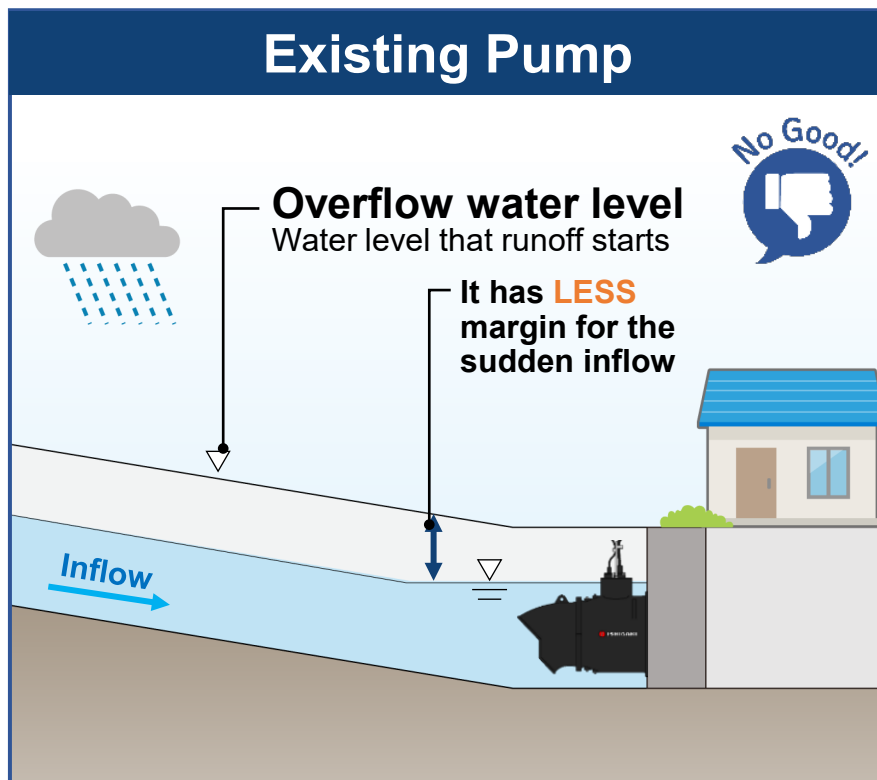 Existing Pump
No Good!
Overflow water level
Water level that runoff starts
It has LESS
margin for the
sudden inflow
Inflow